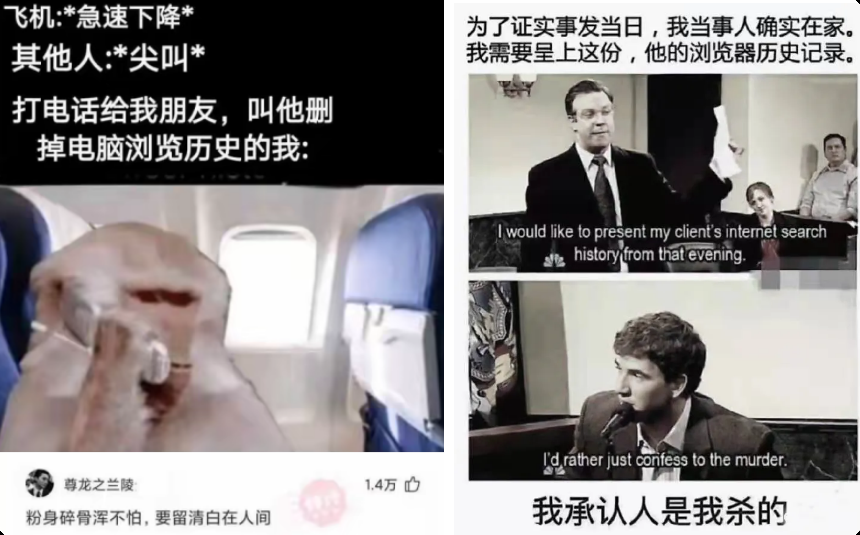 飞机:*急速下降*
其他人:*尖叫*
打电话给我朋友，叫他删
掉电脑浏览历史的我:
尊龙之兰陵
1.4万
粉身碎骨浑不怕，要留清白在人间
为了证实事发当日，我当事人确实在家。
我需要呈上这份，他的浏览器历史记录。
I would like to present my client's internet search
history from that evening.
I'd rather just confess to the murder.
我承认人是我杀的